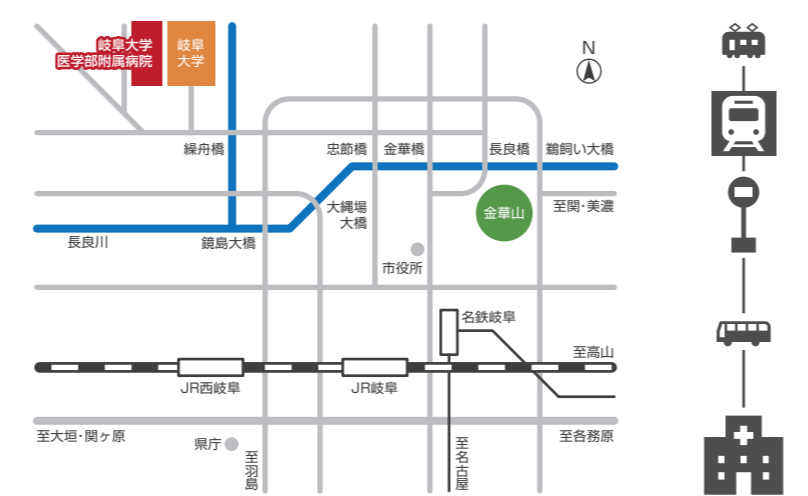 岐阜大学
医学部附属病院
岐阜
大学
N
繰舟橋
忠節橋
金華橋
長良橋
鵜飼い大橋
大縄場
大橋
金華山
至関・美濃
長良川
鏡島大橋
市役所
名鉄岐阜
至高山
JR西岐阜
JR岐阜
至大垣・関ヶ原
県庁
至羽島
至名古屋
至各務原